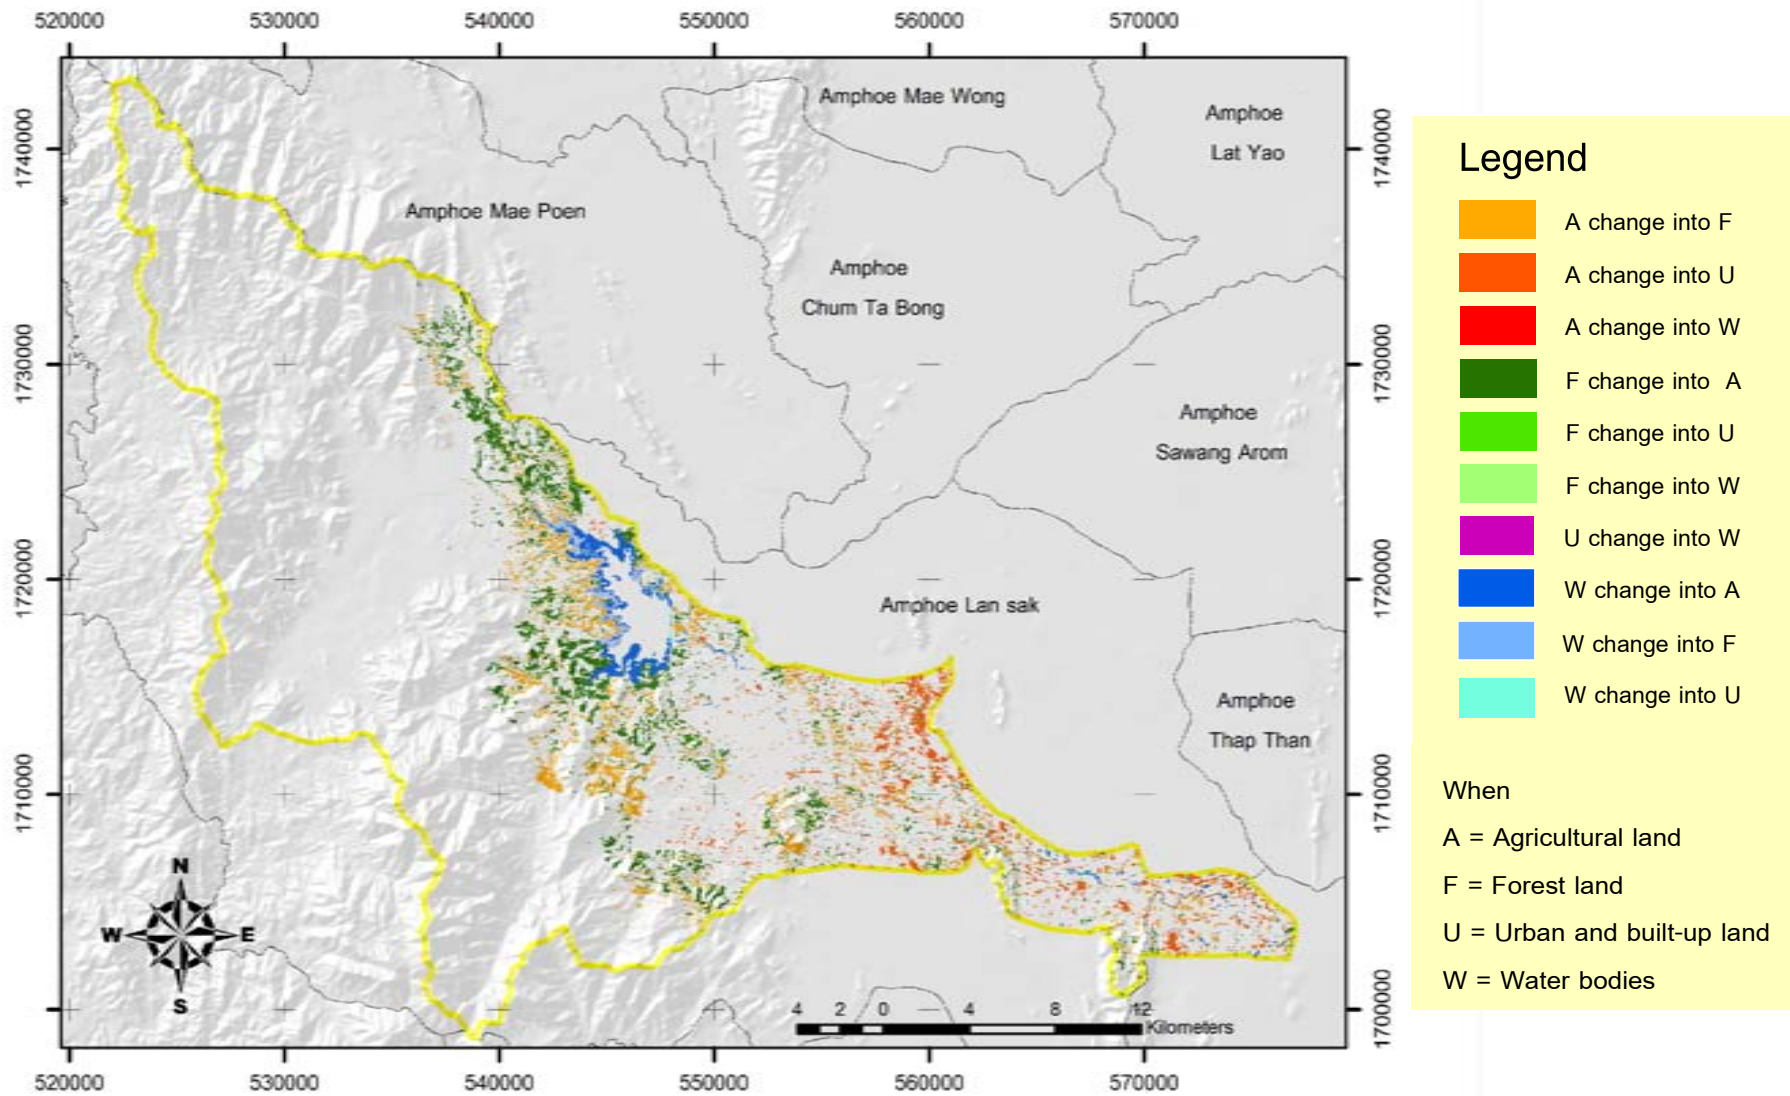 520000 530000 540000 550000 560000 570000
1740000
1730000
1720000
1710000
1700000
1740000
1730000
1720000
1710000
Amphoe Mae Wong
Amphoe
Lat Yao
Amphoe Mae Poen
Amphoe
Chum Ta Bong
Amphoe
Sawang Arom
Amphoe Lan sak
Amphoe
Thap Than
N
W E
S
4 2 0 4 8 12
Kilometers
520000 530000 540000 550000 560000 570000
Legend
A change into F
A change into U
A change into W
F change into A
F change into U
F change into W
U change into W
W change into A
W change into F
W change into U
When
A = Agricultural land
F = Forest land
U = Urban and built-up land
W = Water bodies